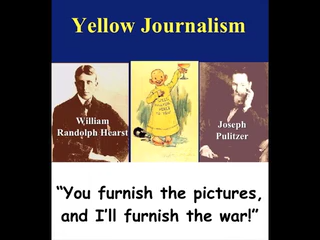 Yellow Journalism
William
Randolph Hearst
Joseph
Pulitzer
“You furnish the pictures,
and I’ll furnish the war!”